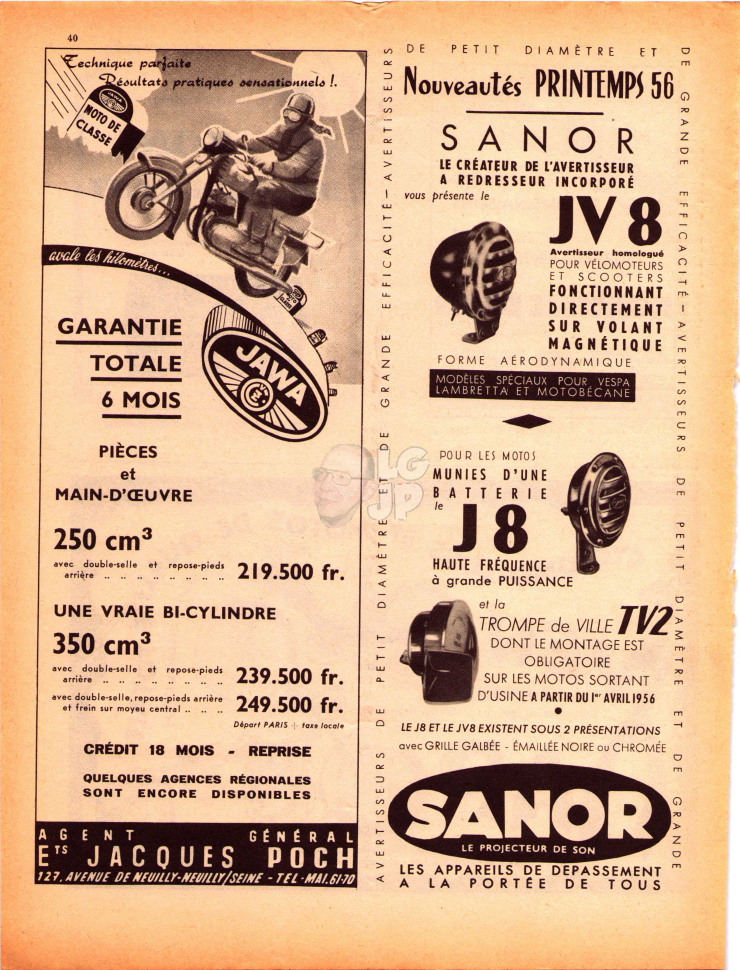 40
Technique parfaite
Résultats pratiques sensationnels !.
MOTO DE
CLASSE
avale les kilomètres...
JAWA
GARANTIE
TOTALE
6 MOIS
PIÈCES
et
MAIN-D'ŒUVRE
250 cm³
avec double-selle et repose-pieds
arrière .. .. .. .. .. .. .. .. 219.500 fr.
UNE VRAIE BI-CYLINDRE
350 cm³
avec double-selle et repose-pieds
arrière .. .. .. .. .. .. .. .. 239.500 fr.
avec double-selle, repose-pieds arrière
et frein sur moyeu central .. .. .. 249.500 fr.
Départ PARIS + taxe locale
CRÉDIT 18 MOIS - REPRISE
QUELQUES AGENCES RÉGIONALES
SONT ENCORE DISPONIBLES
AGENT GÉNÉRAL
ETS JACQUES POCH
127, AVENUE DE NEUILLY-NEUILLY/SEINE - TEL. MAI. 61-70
AVERTISSEURS DE PETIT DIAMÈTRE ET DE GRANDE EFFICACITÉ - AVERTISSEURS
DE PETIT DIAMÈTRE ET
DE GRANDE EFFICACITÉ - AVERTISSEURS DE PETIT DIAMÈTRE ET DE GRANDE
Nouveautés PRINTEMPS 56
SANOR
LE CRÉATEUR DE L'AVERTISSEUR
A REDRESSEUR INCORPORÉ
vous présente le
JV8
Avertisseur homologué
POUR VÉLOMOTEURS
ET SCOOTERS
FONCTIONNANT
DIRECTEMENT
SUR VOLANT
MAGNÉTIQUE
FORME AÉRODYNAMIQUE
MODÈLES SPÉCIAUX POUR VESPA
LAMBRETTA ET MOTOBÉCANE
POUR LES MOTOS
MUNIES D'UNE
BATTERIE
le
J8
HAUTE FRÉQUENCE
à grande PUISSANCE
et la
TROMPE de VILLE TV2
DONT LE MONTAGE EST
OBLIGATOIRE
SUR LES MOTOS SORTANT
D'USINE A PARTIR DU 1er AVRIL 1956
LE J8 ET LE JV8 EXISTENT SOUS 2 PRÉSENTATIONS
avec GRILLE GALBÉE - ÉMAILLÉE NOIRE ou CHROMÉE
SANOR
LE PROJECTEUR DE SON
LES APPAREILS DE DEPASSEMENT
A LA PORTÉE DE TOUS
LG
JP